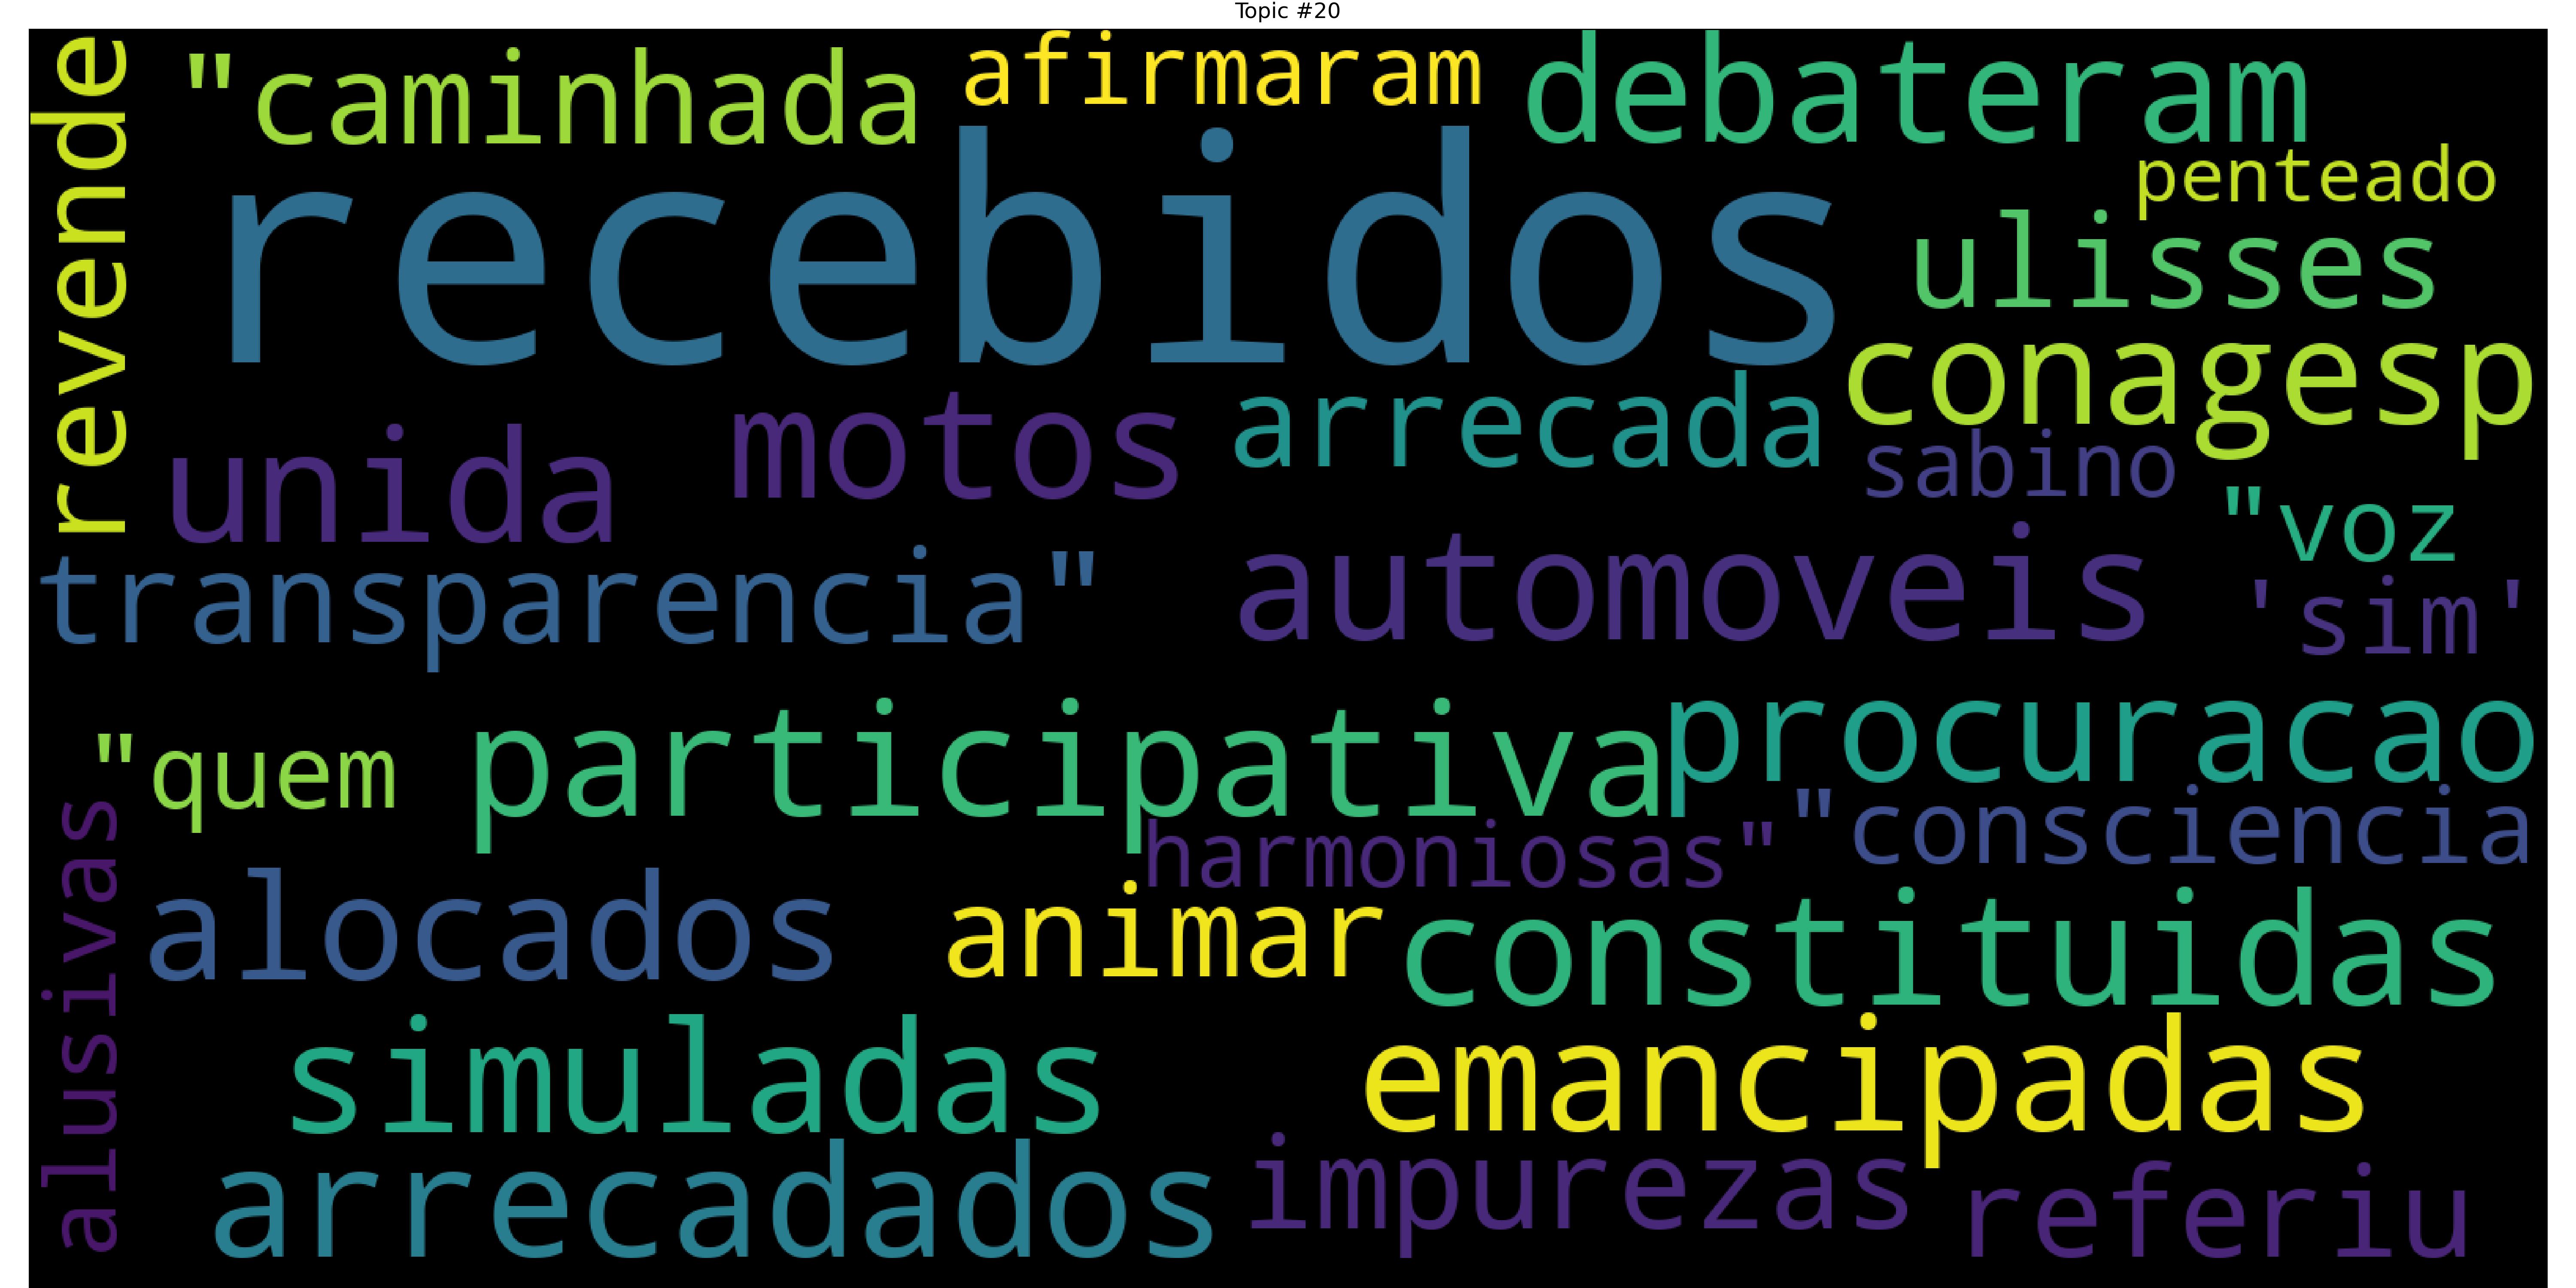 Topic #20
revende
"caminhada
afirmaram
debateram
penteado
recebidos
ulisses
conagesp
unida
motos
arrecada
sabino
"voz
transparencia"
automoveis
'sim'
"quem
participativa
procuracao
alusivas
harmoniosas"
"consciencia
alocados
animar
constituidas
simuladas
emancipadas
arrecadados
impurezas
referiu